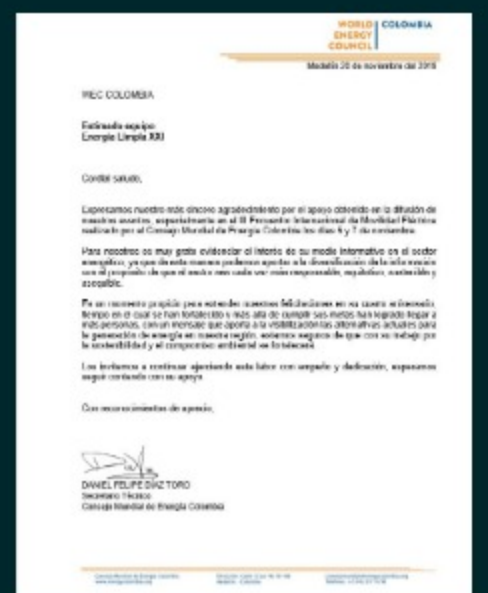 WORLD ENERGY COUNCIL COLOMBIA
Medellín 20 de noviembre del 2015
WEC COLOMBIA
Estimado equipo
Energía Limpia XXI
Cordial saludo,
Expresamos nuestro más sincero agradecimiento por el apoyo obtenido en la difusión de
nuestros eventos, especialmente en el III Encuentro Internacional de Movilidad Eléctrica
realizado por el Consejo Mundial de Energía Colombia los días 6 y 7 de noviembre.
Para nosotros es muy grato evidenciar el interés de su medio informativo en el sector
energético, ya que de esta manera podemos aportar a la diversificación de la información
con el propósito de que el sector sea cada vez más responsable, equitativo, sostenible y
asequible.
Es un momento propicio para extender nuestras felicitaciones en su cuarto aniversario,
tiempo en el cual se han fortalecido y más allá de cumplir sus metas han logrado llegar a
más personas, con un mensaje que aporta a la visibilización las alternativas actuales para
la generación de energía en nuestra región, estamos seguros de que con su trabajo por
la sostenibilidad y el compromiso ambiental se fortalecerá.
Los invitamos a continuar ejecutando esta labor con empeño y dedicación, esperamos
seguir contando con su apoyo.
Con reconocimientos de aprecio,
DANIEL FELIPE DÍAZ TORO
Secretario Técnico
Consejo Mundial de Energía Colombia